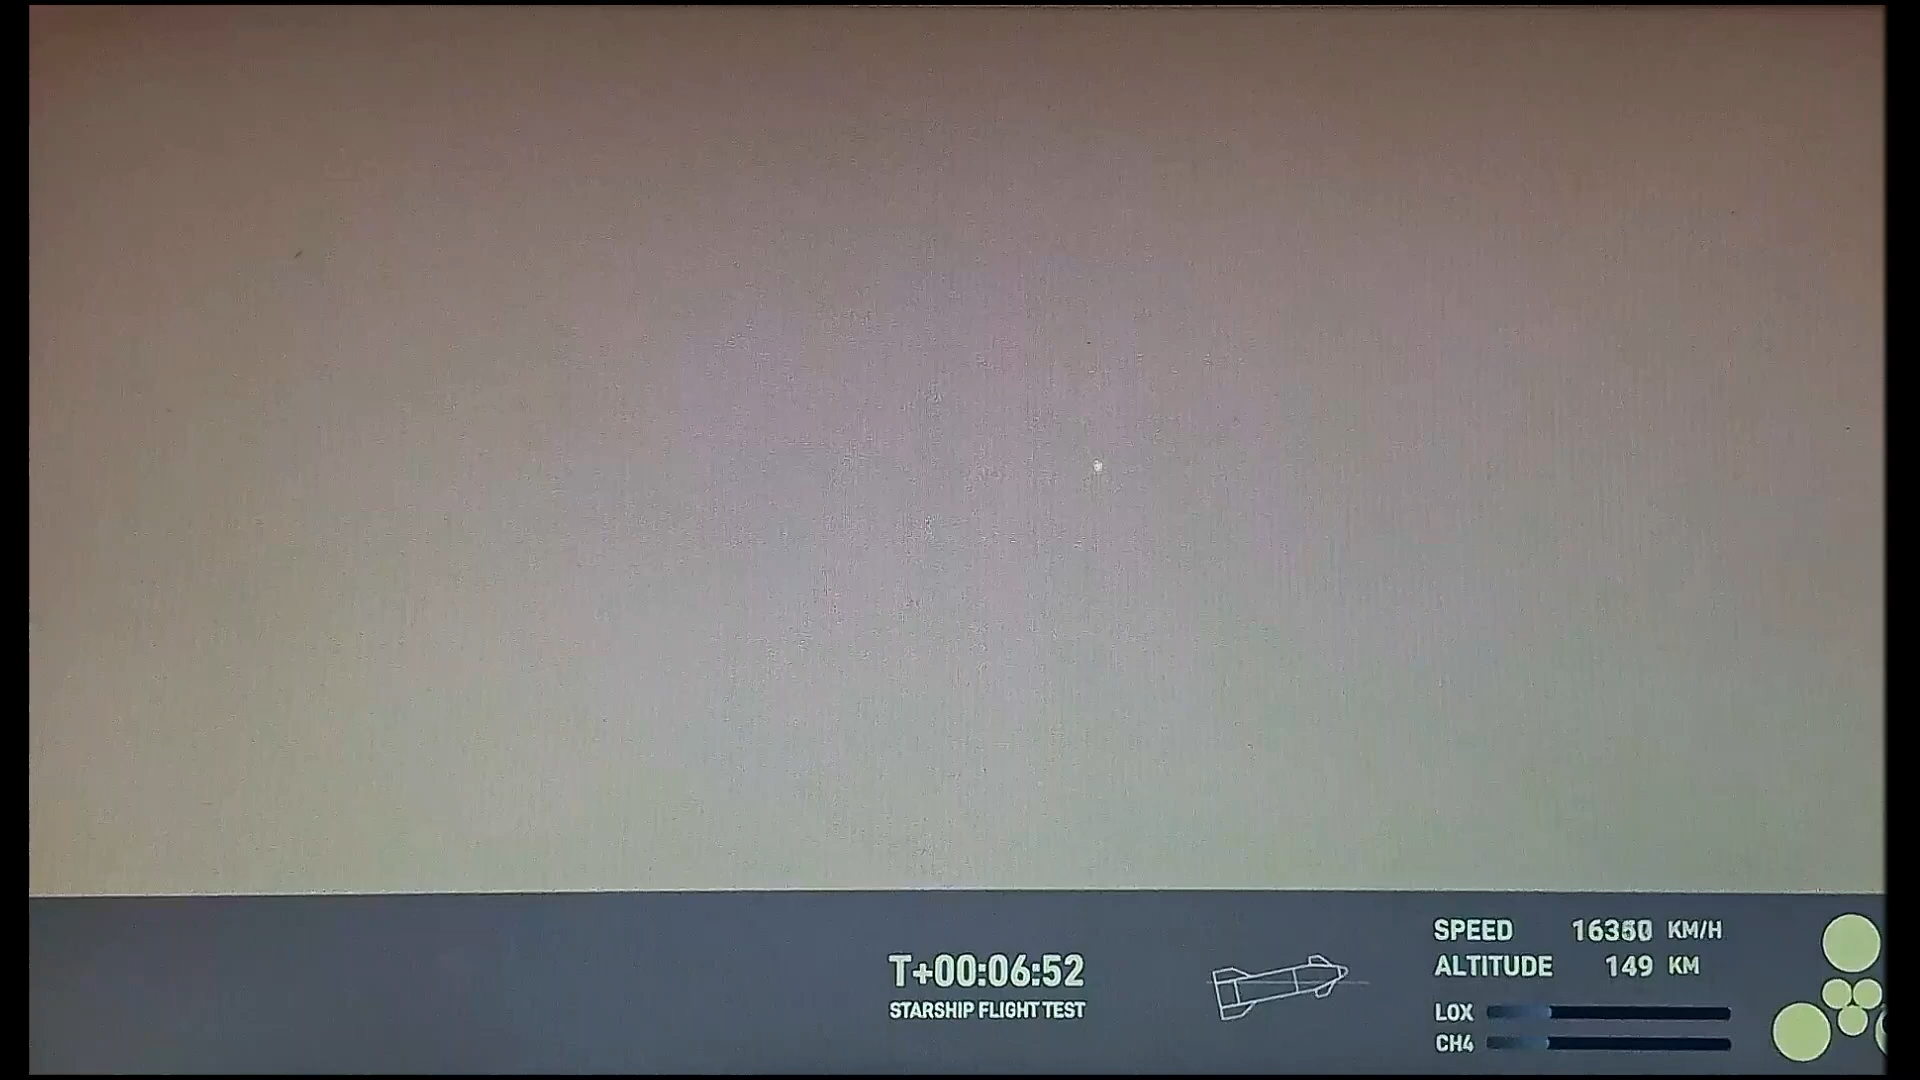 T+00:06:52
STARSHIP FLIGHT TEST
SPEED KM/H
ALTITUDE 149 KM
LOX
CH4